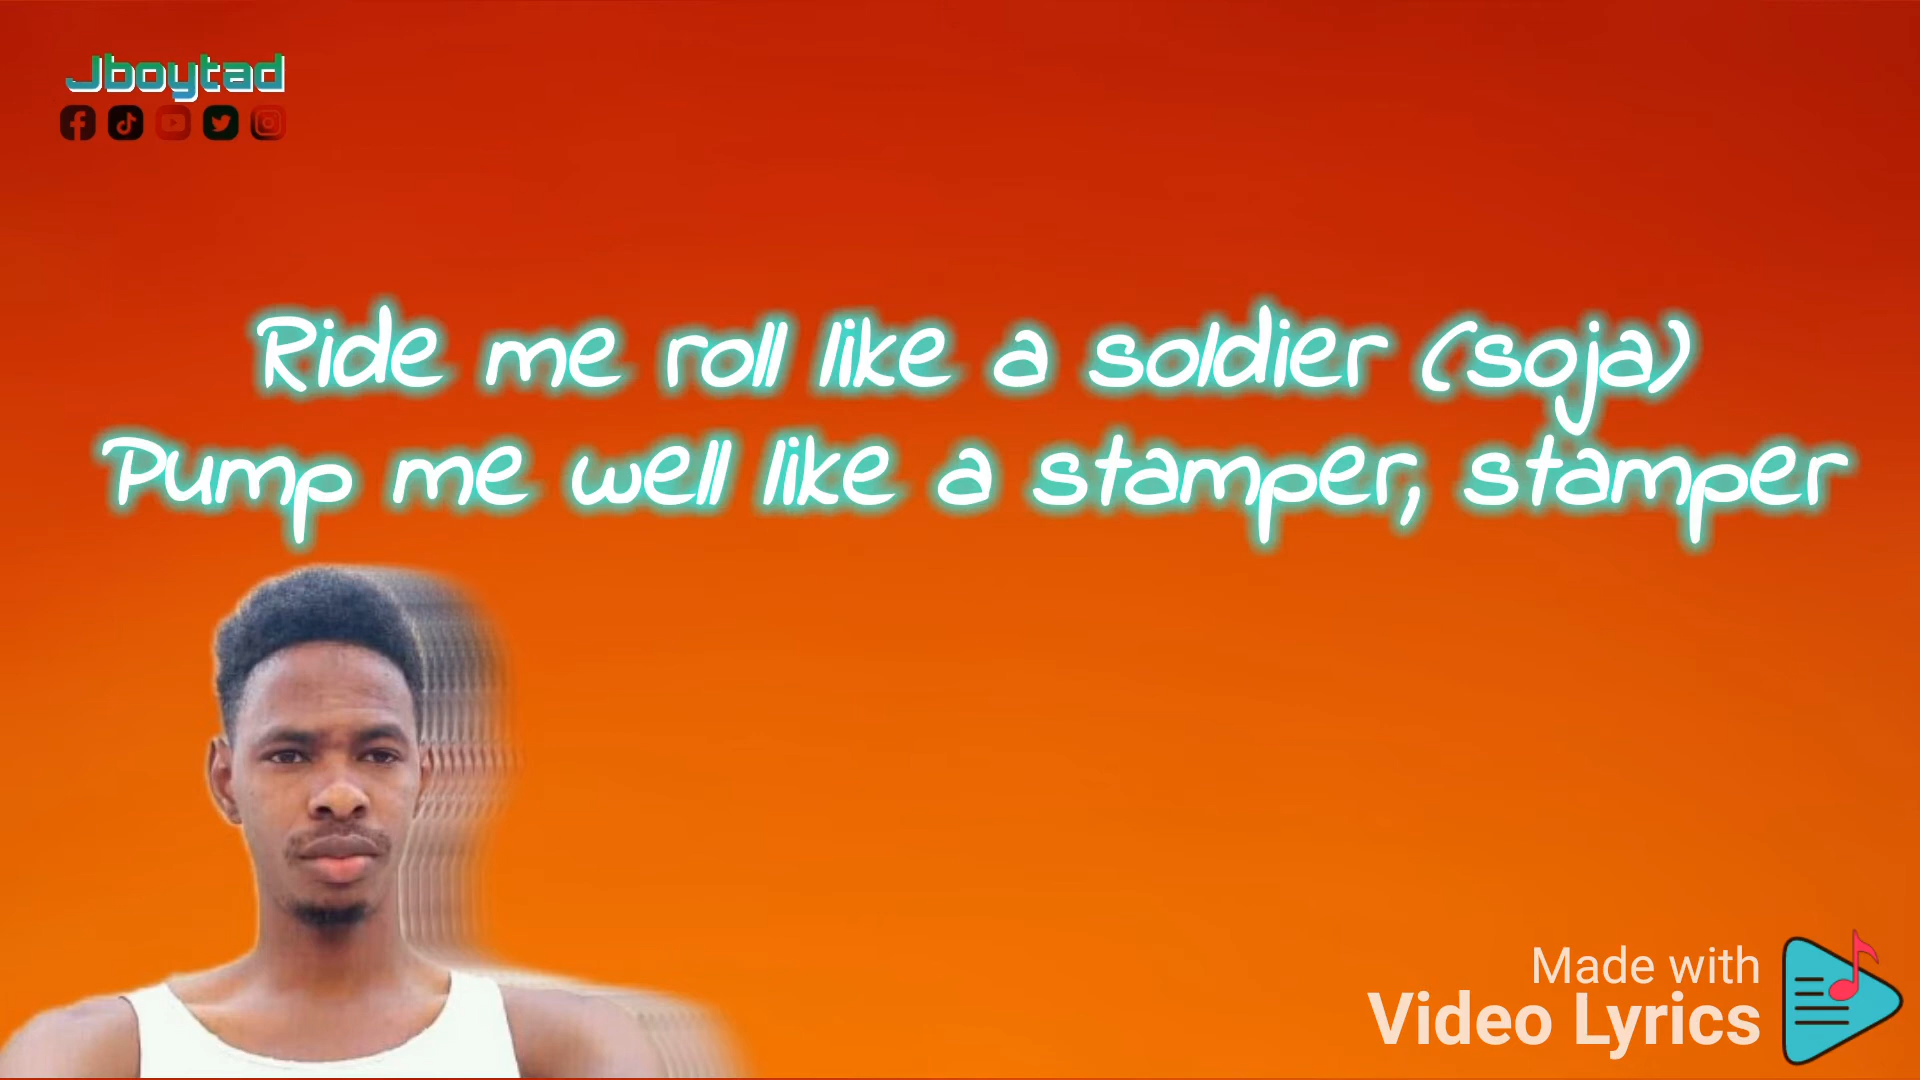 Jboytad
Ride me roll like a soldier (soja)
Pump me well like a stamper, stamper
Made with
Video Lyrics